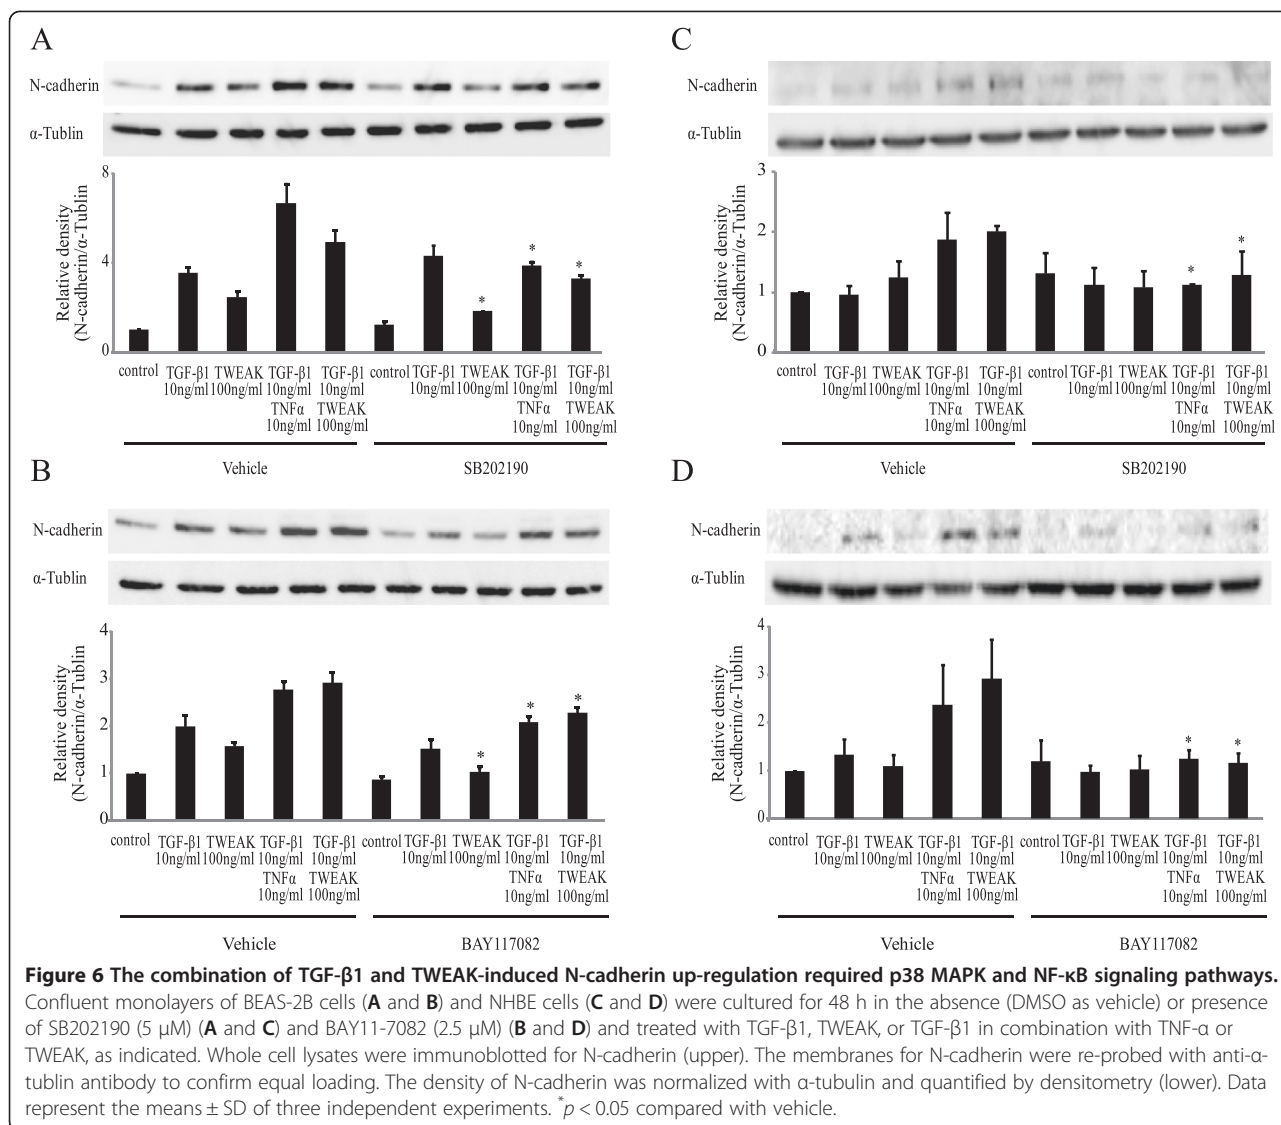 A
N-cadherin
α-Tublin
Relative density
(N-cadherin/α-Tublin
8
4
0
control TGF-β1 TWEAK TGF-β1 TGF-β1 control TGF-β1 TWEAK TGF-β1 TGF-β1
10ng/ml 100ng/ml 10ng/ml 10ng/ml 10ng/ml 100ng/ml 10ng/ml 10ng/ml
TNFα TWEAK TNFα TWEAK
10ng/ml 100ng/ml 10ng/ml 100ng/ml
* * *
Vehicle SB202190
C
N-cadherin
α-Tublin
Relative density
(N-cadherin/α-Tublin
3
2
1
0
control TGF-β1 TWEAK TGF-β1 TGF-β1 control TGF-β1 TWEAK TGF-β1 TGF-β1
10ng/ml 100ng/ml 10ng/ml 10ng/ml 10ng/ml 100ng/ml 10ng/ml 10ng/ml
TNFα TWEAK TNFα TWEAK
10ng/ml 100ng/ml 10ng/ml 100ng/ml
* *
Vehicle SB202190
B
N-cadherin
α-Tublin
Relative density
(N-cadherin/α-Tublin
4
3
2
1
0
control TGF-β1 TWEAK TGF-β1 TGF-β1 control TGF-β1 TWEAK TGF-β1 TGF-β1
10ng/ml 100ng/ml 10ng/ml 10ng/ml 10ng/ml 100ng/ml 10ng/ml 10ng/ml
TNFα TWEAK TNFα TWEAK
10ng/ml 100ng/ml 10ng/ml 100ng/ml
* * *
Vehicle BAY117082
D
N-cadherin
α-Tublin
Relative density
(N-cadherin/α-Tublin
4
2
1
0
control TGF-β1 TWEAK TGF-β1 TGF-β1 control TGF-β1 TWEAK TGF-β1 TGF-β1
10ng/ml 100ng/ml 10ng/ml 10ng/ml 10ng/ml 100ng/ml 10ng/ml 10ng/ml
TNFα TWEAK TNFα TWEAK
10ng/ml 100ng/ml 10ng/ml 100ng/ml
* *
Vehicle BAY117082
Figure 6 The combination of TGF-β1 and TWEAK-induced N-cadherin up-regulation required p38 MAPK and NF-κB signaling pathways.
Confluent monolayers of BEAS-2B cells (A and B) and NHBE cells (C and D) were cultured for 48 h in the absence (DMSO as vehicle) or presence
of SB202190 (5 μM) (A and C) and BAY11-7082 (2.5 μM) (B and D) and treated with TGF-β1, TWEAK, or TGF-β1 in combination with TNF-α or
TWEAK, as indicated. Whole cell lysates were immunoblotted for N-cadherin (upper). The membranes for N-cadherin were re-probed with anti-α-
tublin antibody to confirm equal loading. The density of N-cadherin was normalized with α-tubulin and quantified by densitometry (lower). Data
represent the means ± SD of three independent experiments. *p < 0.05 compared with vehicle.